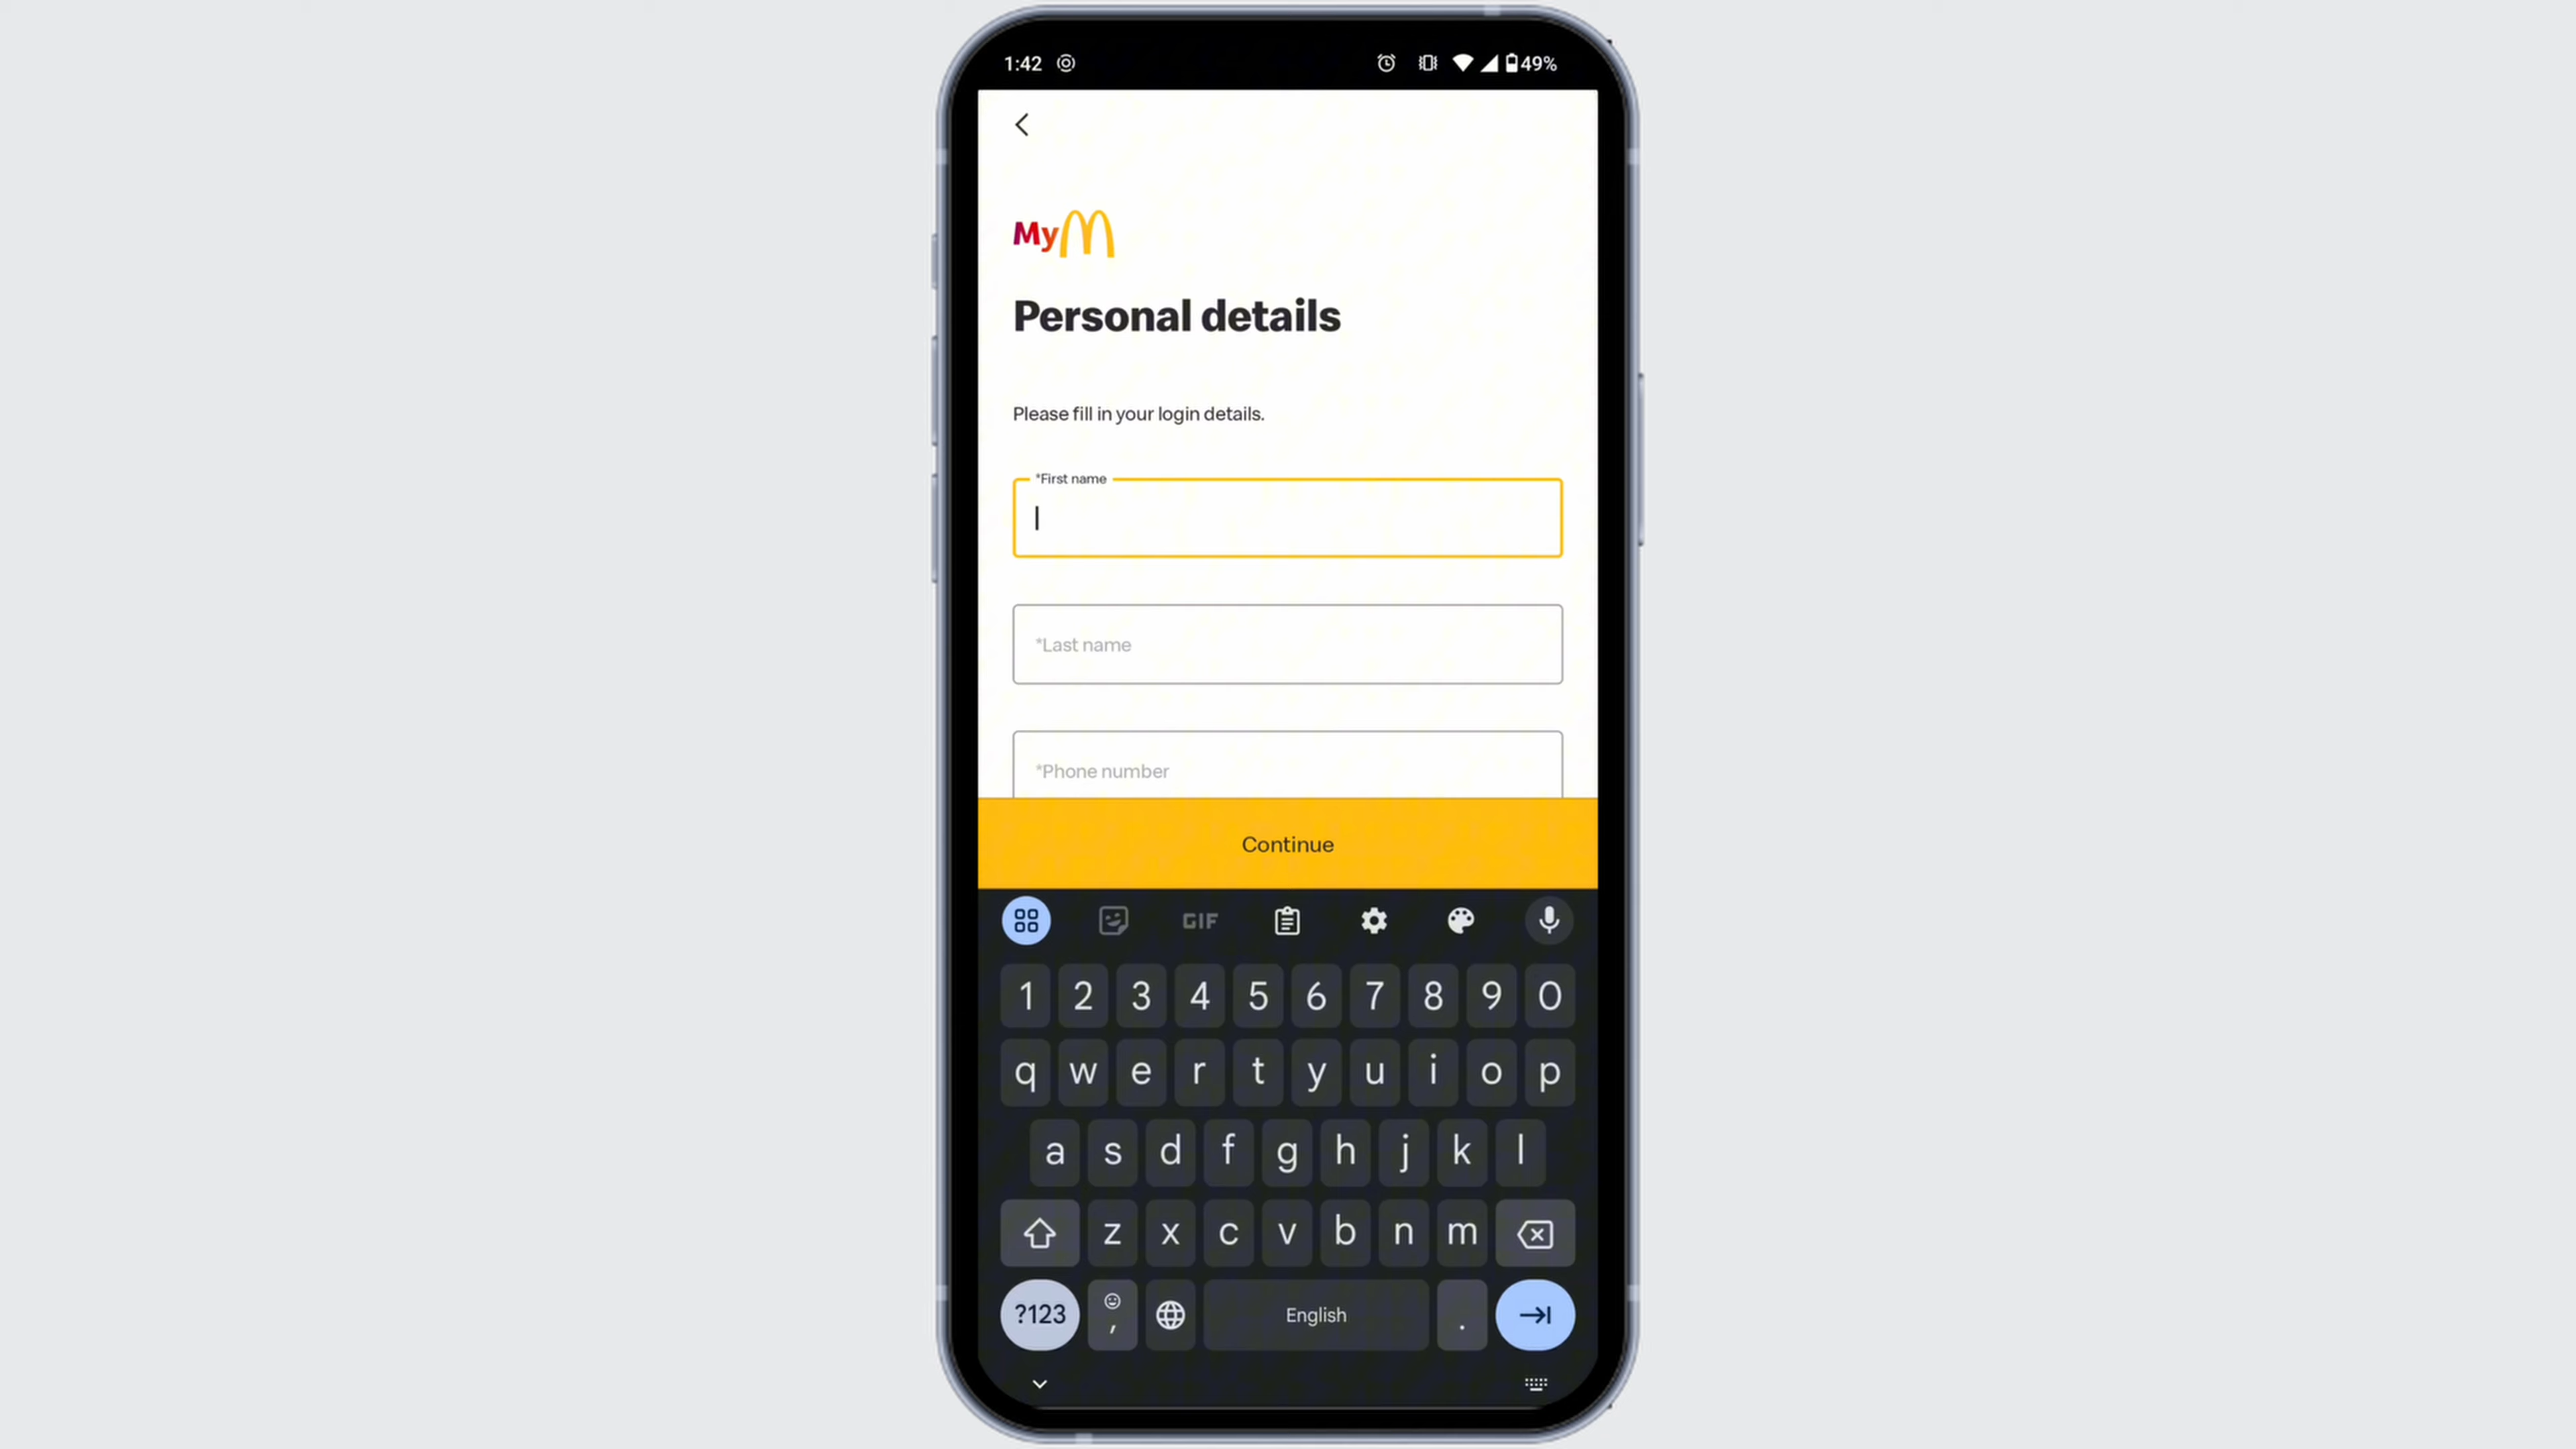 1:42 49%
My
Personal details
Please fill in your login details.
*First name
*Last name
*Phone number
Continue
GIF
1 2 3 4 5 6 7 8 9 0
q w e r t y u i o p
a s d f g h j k l
z x c v b n m
?123 , English .